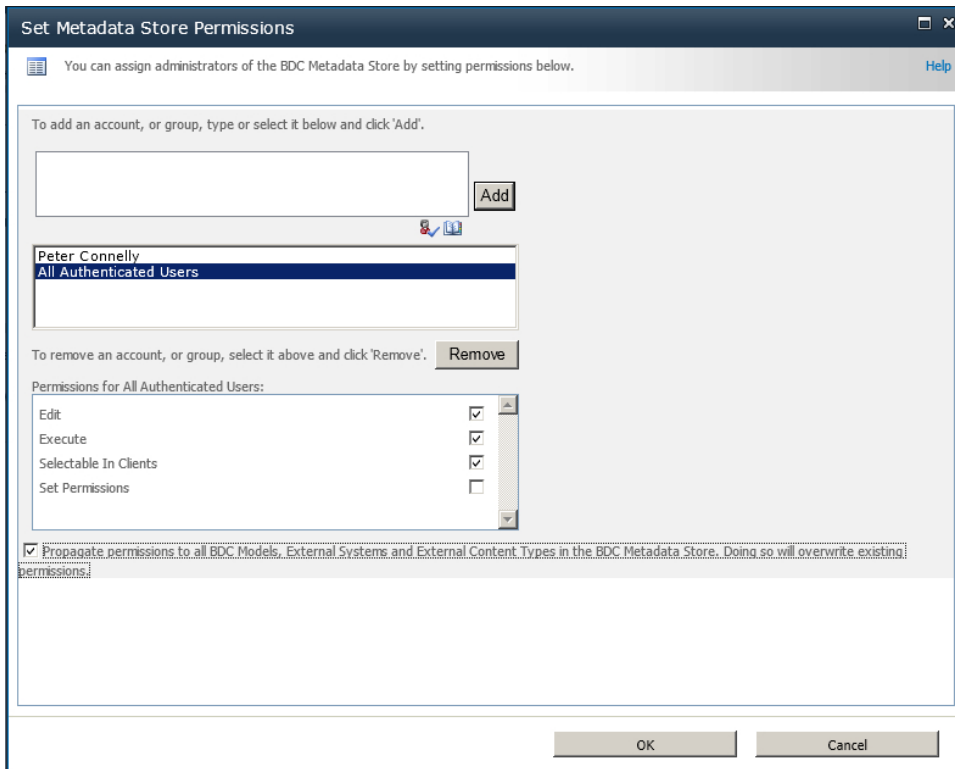 Set Metadata Store Permissions
You can assign administrators of the BDC Metadata Store by setting permissions below.
Help
To add an account, or group, type or select it below and click 'Add'.
Add
Peter Connelly
All Authenticated Users
To remove an account, or group, select it above and click 'Remove'.
Remove
Permissions for All Authenticated Users:
Edit
Execute
Selectable In Clients
Set Permissions
Propagate permissions to all BDC Models, External Systems and External Content Types in the BDC Metadata Store. Doing so will overwrite existing
permissions.
OK
Cancel